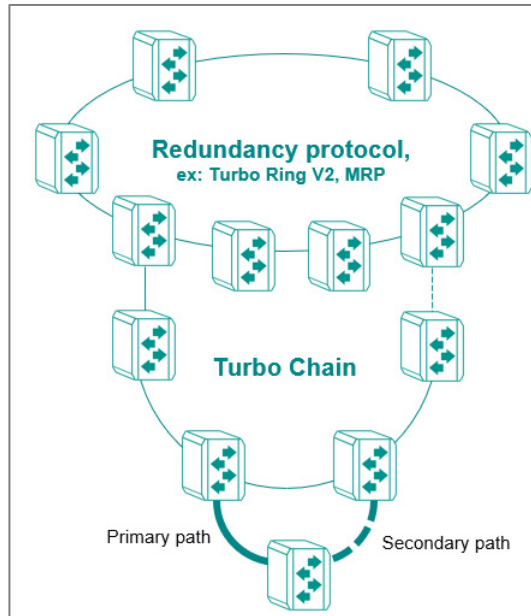 Redundancy protocol,
ex: Turbo Ring V2, MRP
Turbo Chain
Primary path
Secondary path